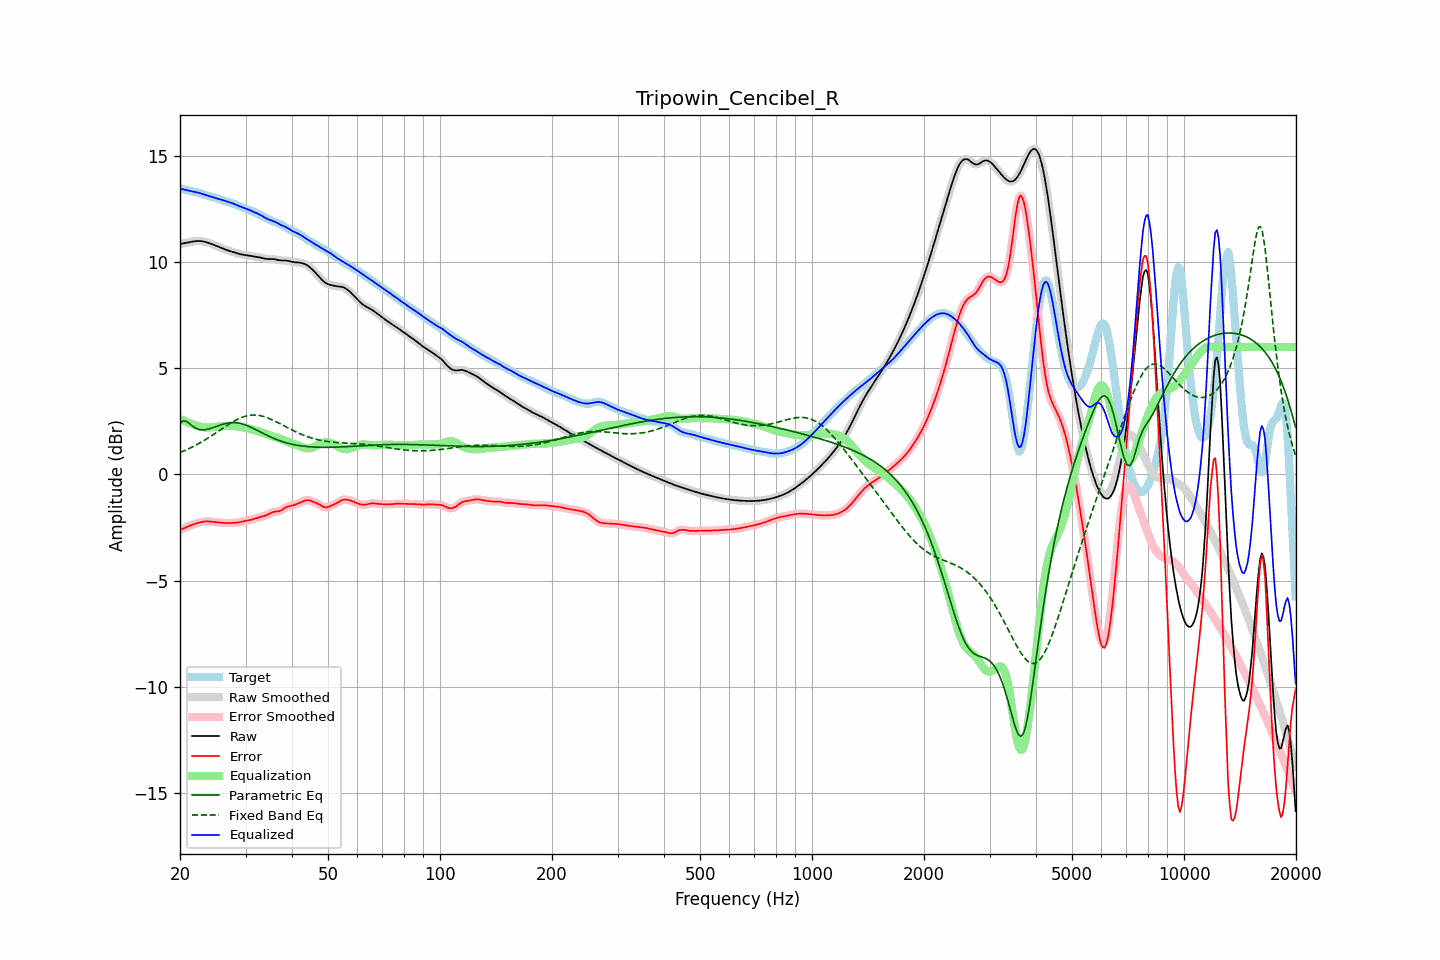 Tripowin_Cencibel_R
Amplitude (dBr)
15
10
5
0
−5
−10
−15
Target
Raw Smoothed
Error Smoothed
Raw
Error
Equalization
Parametric Eq
Fixed Band Eq
Equalized
20 50 100 200 500 1000 2000 5000 10000 20000
Frequency (Hz)